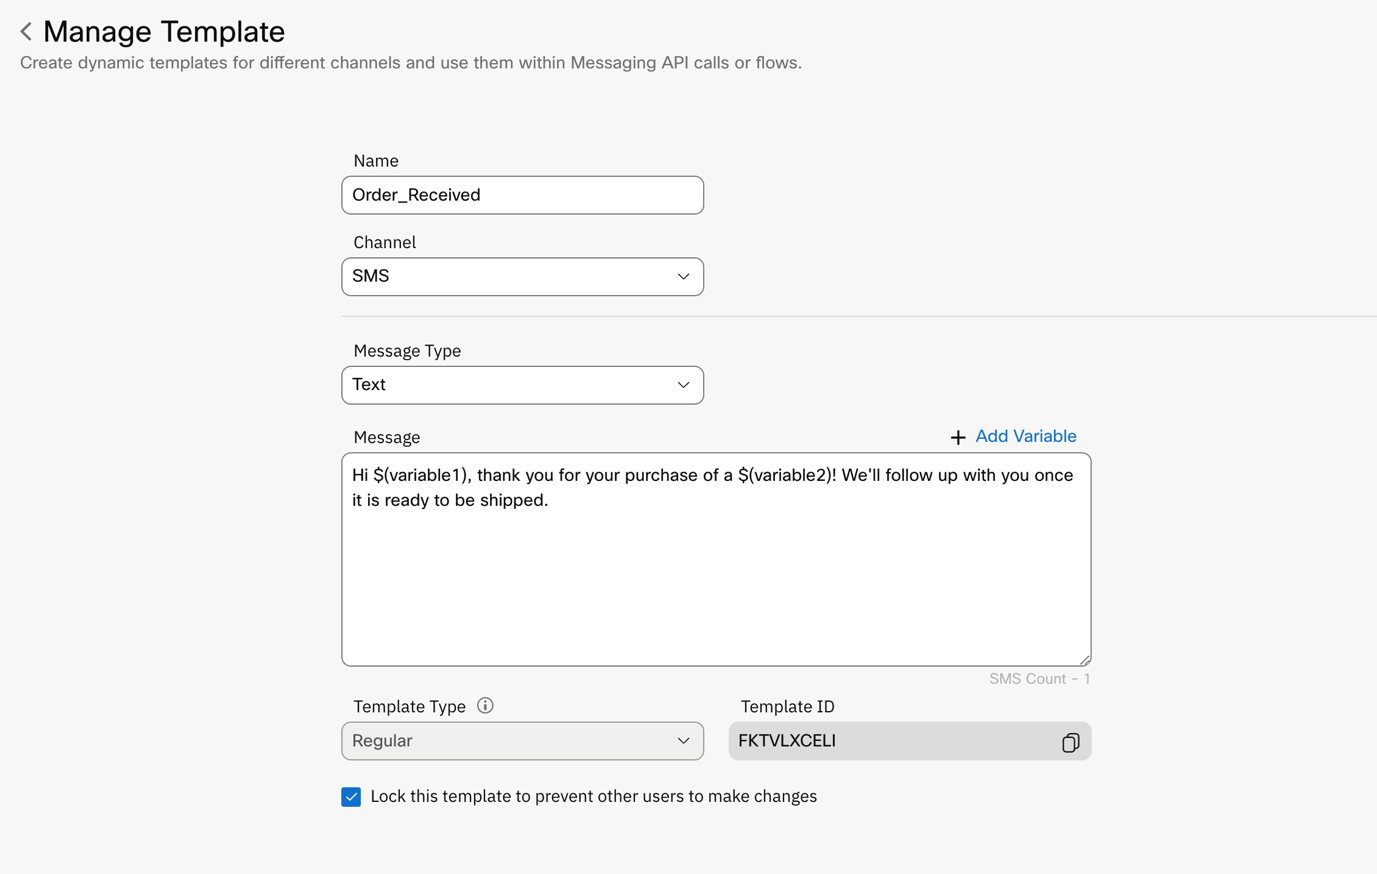 Manage Template
Create dynamic templates for different channels and use them within Messaging API calls or flows.
Name
Order_Received
Channel
SMS
Message Type
Text
Message
Add Variable
Hi $(variable1), thank you for your purchase of a $(variable2)! We'll follow up with you once
it is ready to be shipped.
SMS Count - 1
Template Type
Template ID
Regular
FKTVLXCELI
Lock this template to prevent other users to make changes